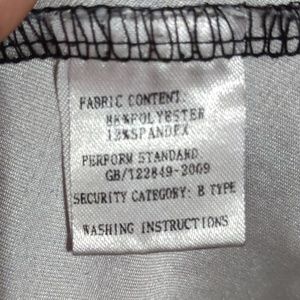 FABRIC CONTENT:
88%POLYESTER
12%SPANDEX
PERFORM STANDARD
GB/T22849-2009
SECURITY CATEGORY: B TYPE
WASHING INSTRUCTIONS